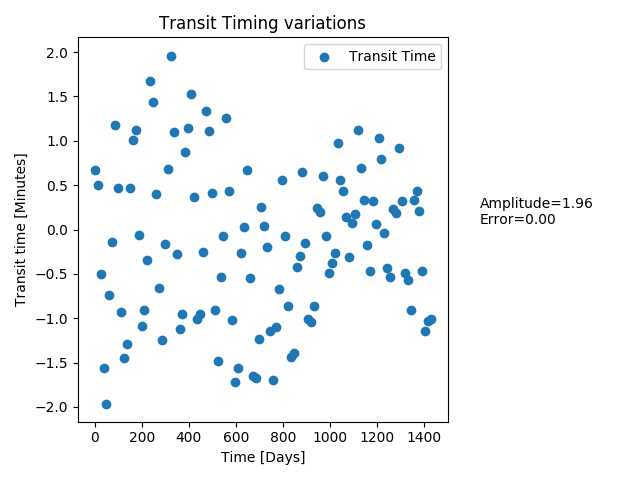 Transit Timing variations
Transit Time
Transit time [Minutes]
2.0
1.5
1.0
0.5
0.0
−0.5
−1.0
−1.5
−2.0
0 200 400 600 800 1000 1200 1400
Time [Days]
Amplitude=1.96
Error=0.00